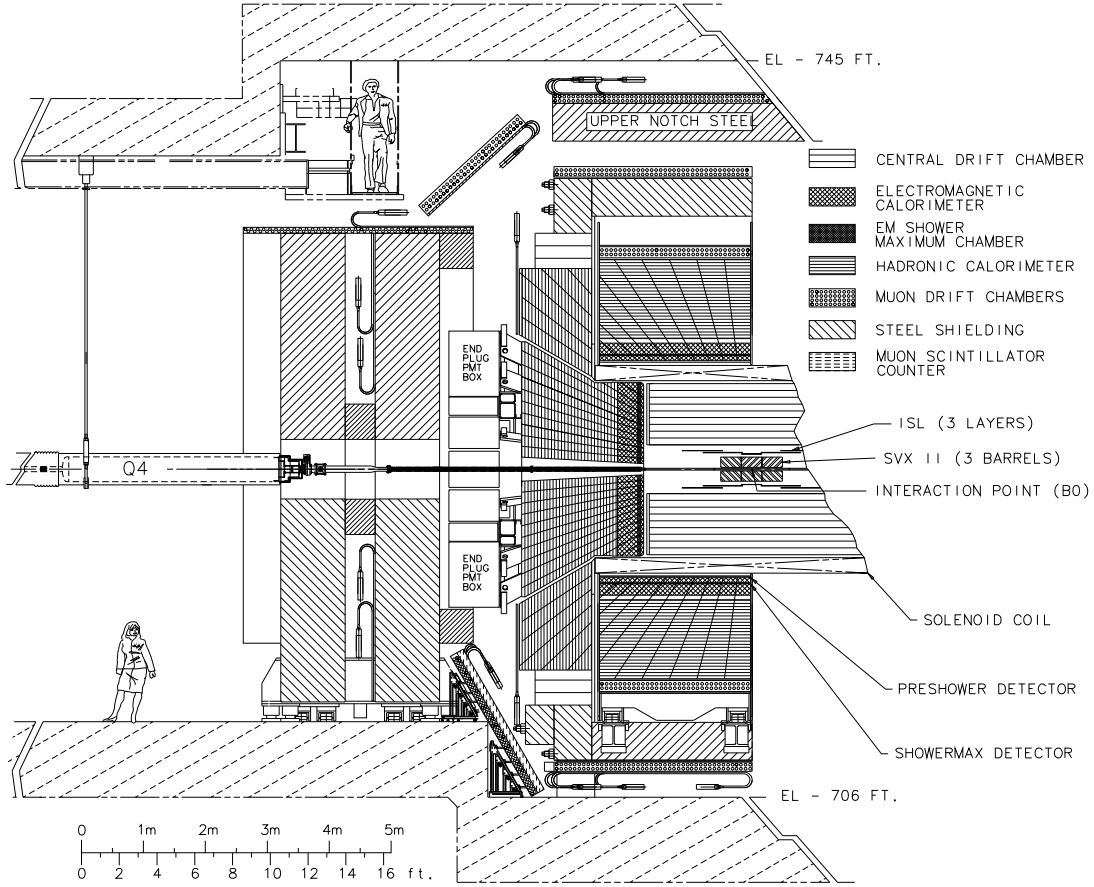 EL - 745 FT.
UPPER NOTCH STEEL
CENTRAL DRIFT CHAMBER
ELECTROMAGNETIC
CALORIMETER
EM SHOWER
MAXIMUM CHAMBER
HADRONIC CALORIMETER
MUON DRIFT CHAMBERS
STEEL SHIELDING
MUON SCINTILLATOR
COUNTER
END
PLUG
PMT
BOX
ISL (3 LAYERS)
Q4
SVX II (3 BARRELS)
INTERACTION POINT (B0)
END
PLUG
PMT
BOX
SOLENOID COIL
PRESHOWER DETECTOR
SHOWERMAX DETECTOR
EL - 706 FT.
0 1m 2m 3m 4m 5m
0 2 4 6 8 10 12 14 16 ft.